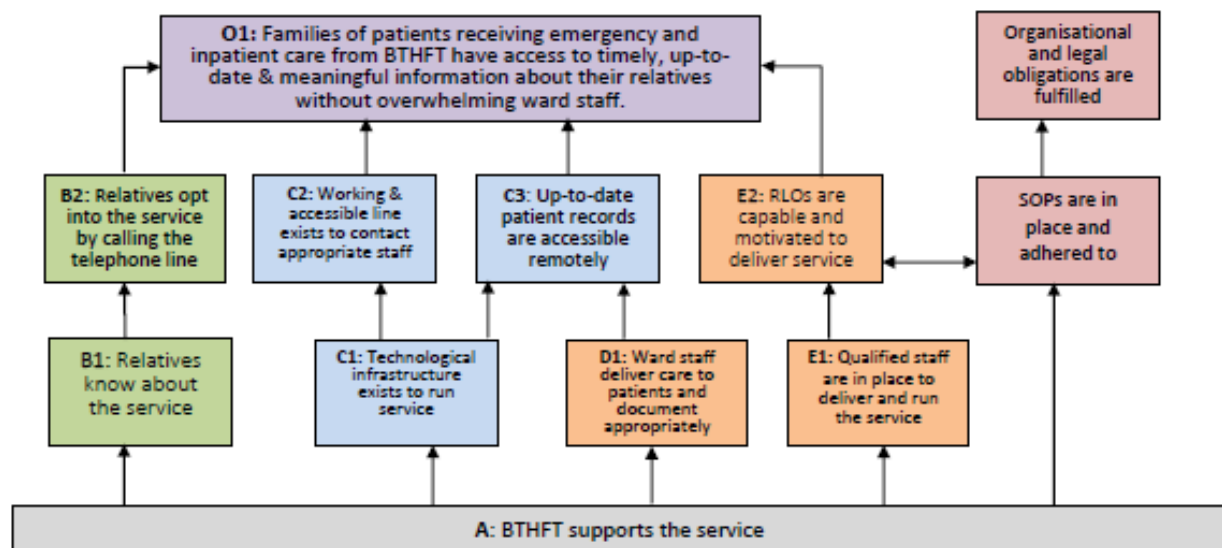 O1: Families of patients receiving emergency and
inpatient care from BTHFT have access to timely, up-to-
date & meaningful information about their relatives
without overwhelming ward staff.
Organisational
and legal
obligations are
fulfilled
B2: Relatives opt
into the service
by calling the
telephone line
C2: Working &
accessible line
exists to contact
appropriate staff
C3: Up-to-date
patient records
are accessible
remotely
E2: RLOs are
capable and
motivated to
deliver service
SOPs are in
place and
adhered to
B1: Relatives
know about
the service
C1: Technological
infrastructure
exists to run
service
D1: Ward staff
deliver care to
patients and
document
appropriately
E1: Qualified staff
are in place to
deliver and run
the service
A: BTHFT supports the service